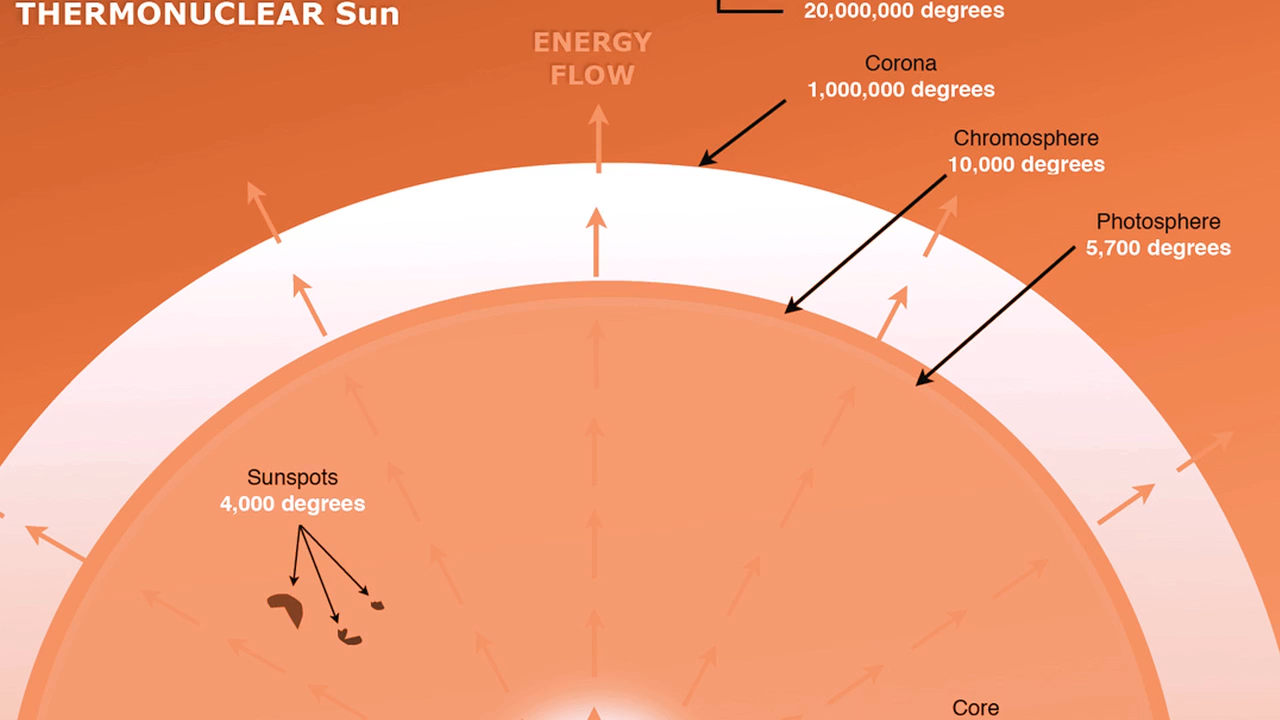 THERMONUCLEAR Sun
20,000,000 degrees
ENERGY
FLOW
Corona
1,000,000 degrees
Chromosphere
10,000 degrees
Photosphere
5,700 degrees
Sunspots
4,000 degrees
Core